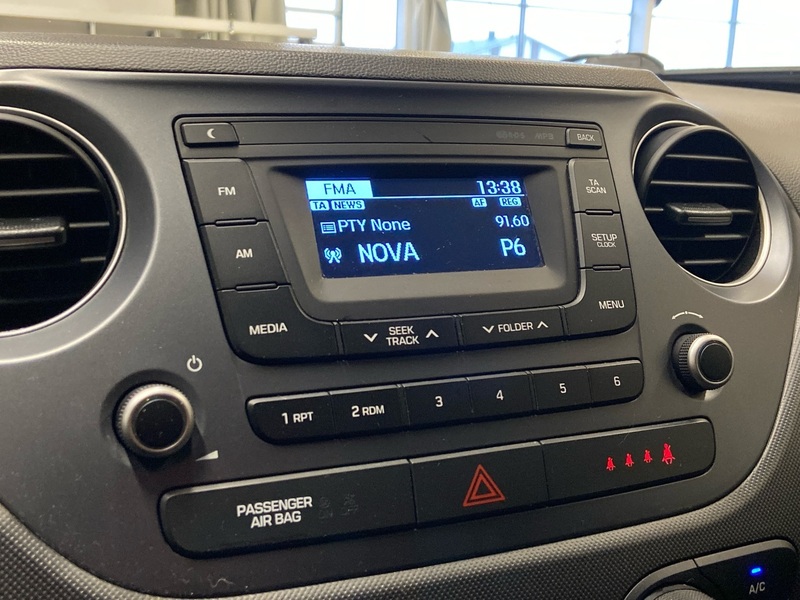 BACK
FM
FMA 13:38
TA NEWS AF REG
PTY None 91.60
NOVA P6
TA
SCAN
AM
SETUP
CLOCK
MEDIA
SEEK
TRACK
FOLDER
MENU
1 RPT 2 RDM 3 4 5 6
PASSENGER
AIR BAG
A/C